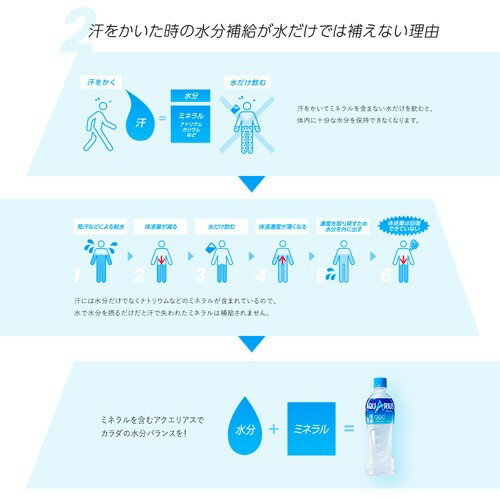 2 汗をかいた時の水分補給が水だけでは補えない理由
汗をかく
水だけ飲む
汗
=
水分
ミネラル
ナトリウム
カリウム
など
汗をかいてミネラルを含まない水だけを飲むと、
体内に十分な水分を保持できなくなります。
発汗などによる脱水
体液量が減る
水だけ飲む
体液濃度が薄くなる
濃度を取り戻すため
水分を外に出す
体液量は回復
できていない
1
2
3
4
5
6
汗には水分だけでなくナトリウムなどのミネラルが含まれているので、
水で水分を摂るだけだと汗で失われたミネラルは補給されません。
ミネラルを含むアクエリアスで
カラダの水分バランスを!
水分
+
ミネラル
=
AQUARIUS